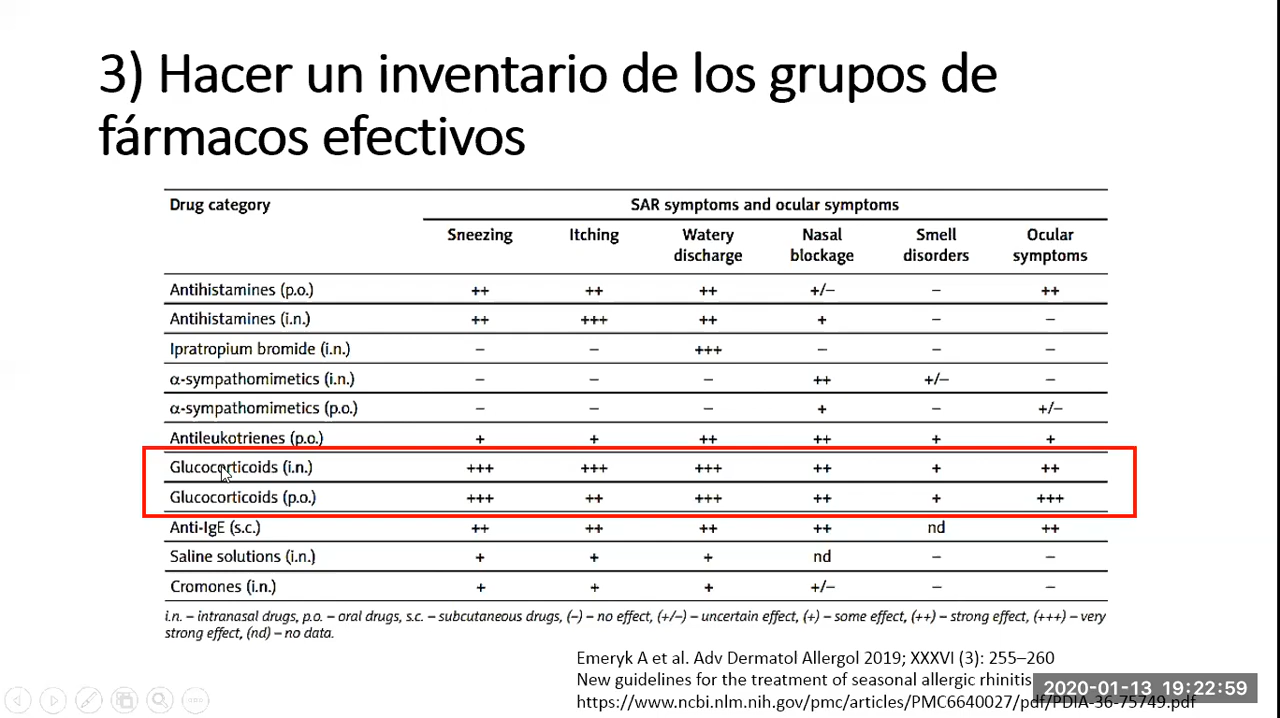 3) Hacer un inventario de los grupos de
fármacos efectivos
Drug category SAR symptoms and ocular symptoms
Sneezing Itching Watery discharge Nasal blockage Smell disorders Ocular symptoms
Antihistamines (p.o.) ++ ++ ++ +/– – ++
Antihistamines (i.n.) ++ +++ ++ + – –
Ipratropium bromide (i.n.) – – +++ – – –
α-sympathomimetics (i.n.) – – – ++ +/– –
α-sympathomimetics (p.o.) – – – + – +/–
Antileukotrienes (p.o.) + + ++ ++ + +
Glucocorticoids (i.n.) +++ +++ +++ ++ + ++
Glucocorticoids (p.o.) +++ ++ +++ ++ + +++
Anti-IgE (s.c.) ++ ++ ++ ++ nd ++
Saline solutions (i.n.) + + + nd – –
Cromones (i.n.) + + + +/– – –
i.n. – intranasal drugs, p.o. – oral drugs, s.c. – subcutaneous drugs, (–) – no effect, (+/–) – uncertain effect, (+) – some effect, (++) – strong effect, (+++) – very
strong effect, (nd) – no data.
Emeryk A et al. Adv Dermatol Allergol 2019; XXXVI (3): 255–260
New guidelines for the treatment of seasonal allergic rhinitis
https://www.ncbi.nlm.nih.gov/pmc/articles/PMC6640027/pdf/PDIA-36-75749.pdf
2020-01-13 19:22:59